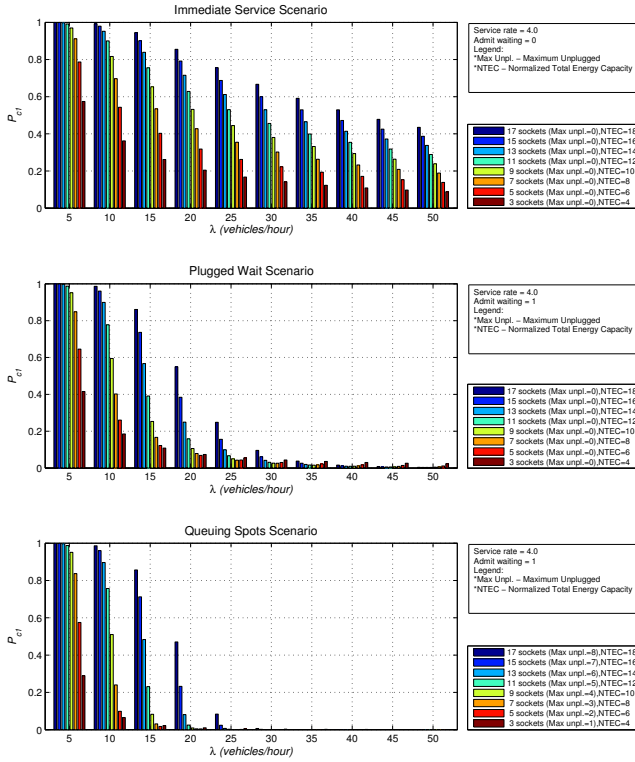 Immediate Service Scenario
1
0.8
0.6
0.4
0.2
0
P_c1
5 10 15 20 25 30 35 40 45 50
λ (vehicles/hour)
Service rate = 4.0
Admit waiting = 0
Legend:
*Max Unpl. − Maximum Unplugged
*NTEC − Normalized Total Energy Capacity
17 sockets (Max unpl.=0),NTEC=18
15 sockets (Max unpl.=0),NTEC=16
13 sockets (Max unpl.=0),NTEC=14
11 sockets (Max unpl.=0),NTEC=12
9 sockets (Max unpl.=0),NTEC=10
7 sockets (Max unpl.=0),NTEC=8
5 sockets (Max unpl.=0),NTEC=6
3 sockets (Max unpl.=0),NTEC=4
Plugged Wait Scenario
1
0.8
0.6
0.4
0.2
0
P_c1
5 10 15 20 25 30 35 40 45 50
λ (vehicles/hour)
Service rate = 4.0
Admit waiting = 1
Legend:
*Max Unpl. − Maximum Unplugged
*NTEC − Normalized Total Energy Capacity
17 sockets (Max unpl.=0),NTEC=18
15 sockets (Max unpl.=0),NTEC=16
13 sockets (Max unpl.=0),NTEC=14
11 sockets (Max unpl.=0),NTEC=12
9 sockets (Max unpl.=0),NTEC=10
7 sockets (Max unpl.=0),NTEC=8
5 sockets (Max unpl.=0),NTEC=6
3 sockets (Max unpl.=0),NTEC=4
Queuing Spots Scenario
1
0.8
0.6
0.4
0.2
0
P_c1
5 10 15 20 25 30 35 40 45 50
λ (vehicles/hour)
Service rate = 4.0
Admit waiting = 1
Legend:
*Max Unpl. − Maximum Unplugged
*NTEC − Normalized Total Energy Capacity
17 sockets (Max unpl.=8),NTEC=18
15 sockets (Max unpl.=7),NTEC=16
13 sockets (Max unpl.=6),NTEC=14
11 sockets (Max unpl.=5),NTEC=12
9 sockets (Max unpl.=4),NTEC=10
7 sockets (Max unpl.=3),NTEC=8
5 sockets (Max unpl.=2),NTEC=6
3 sockets (Max unpl.=1),NTEC=4